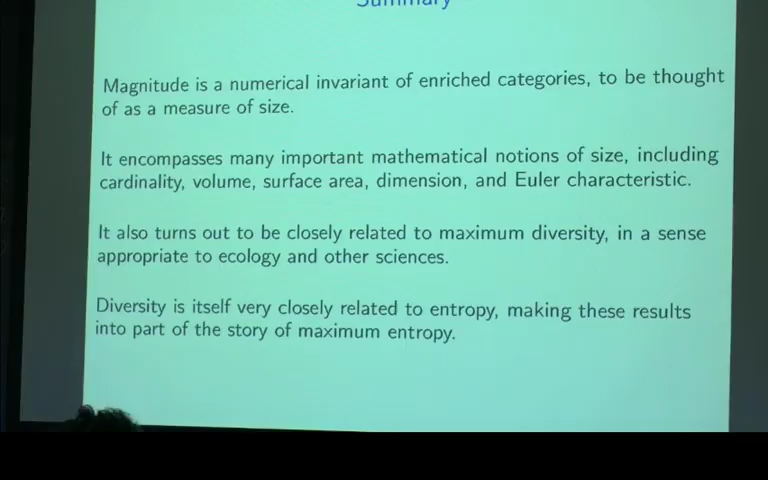 Summary
Magnitude is a numerical invariant of enriched categories, to be thought
of as a measure of size.
It encompasses many important mathematical notions of size, including
cardinality, volume, surface area, dimension, and Euler characteristic.
It also turns out to be closely related to maximum diversity, in a sense
appropriate to ecology and other sciences.
Diversity is itself very closely related to entropy, making these results
into part of the story of maximum entropy.